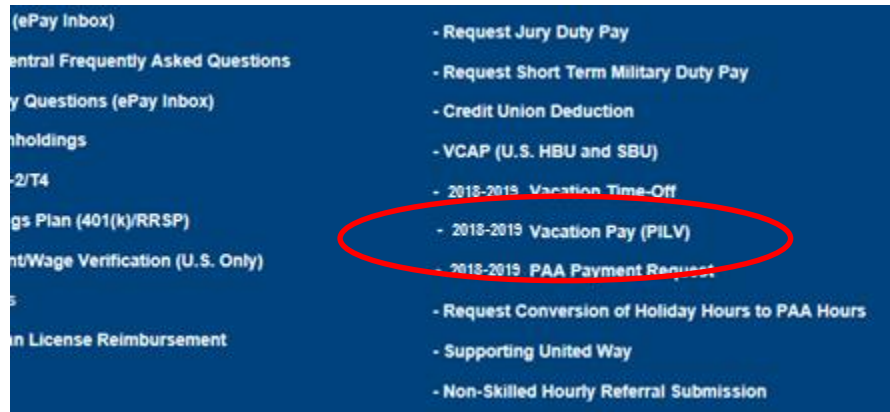 (ePay Inbox)
entral Frequently Asked Questions
y Questions (ePay Inbox)
nholdings
-2/T4
gs Plan (401(k)/RRSP)
nt/Wage Verification (U.S. Only)
s
an License Reimbursement
- Request Jury Duty Pay
- Request Short Term Military Duty Pay
- Credit Union Deduction
- VCAP (U.S. HBU and SBU)
- 2018-2019 Vacation Time-Off
- 2018-2019 Vacation Pay (PILV)
- 2018-2019 PAA Payment Request
- Request Conversion of Holiday Hours to PAA Hours
- Supporting United Way
- Non-Skilled Hourly Referral Submission